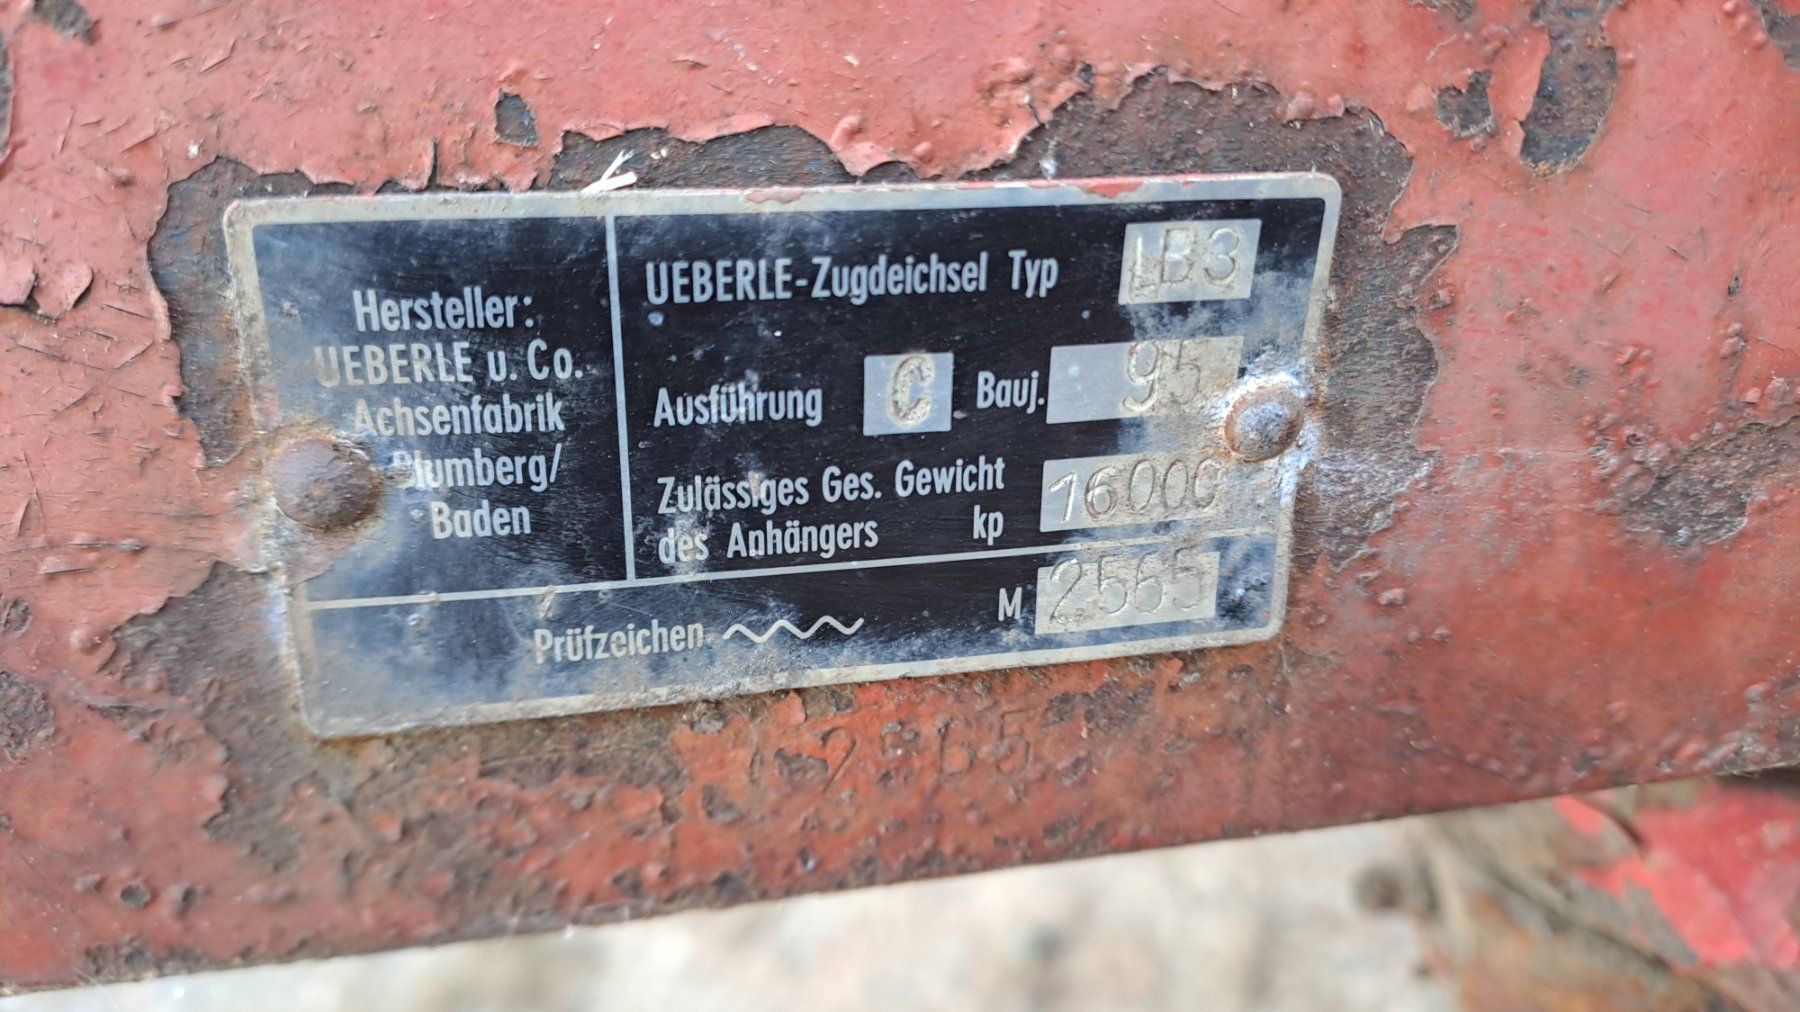 Hersteller:
UEBERLE u. Co.
Achsenfabrik
Blumberg/
Baden
UEBERLE-Zugdeichsel Typ LB3
Ausführung C Bauj. 95
Zulässiges Ges. Gewicht
des Anhängers kp 16000
Prüfzeichen M 2565
2565